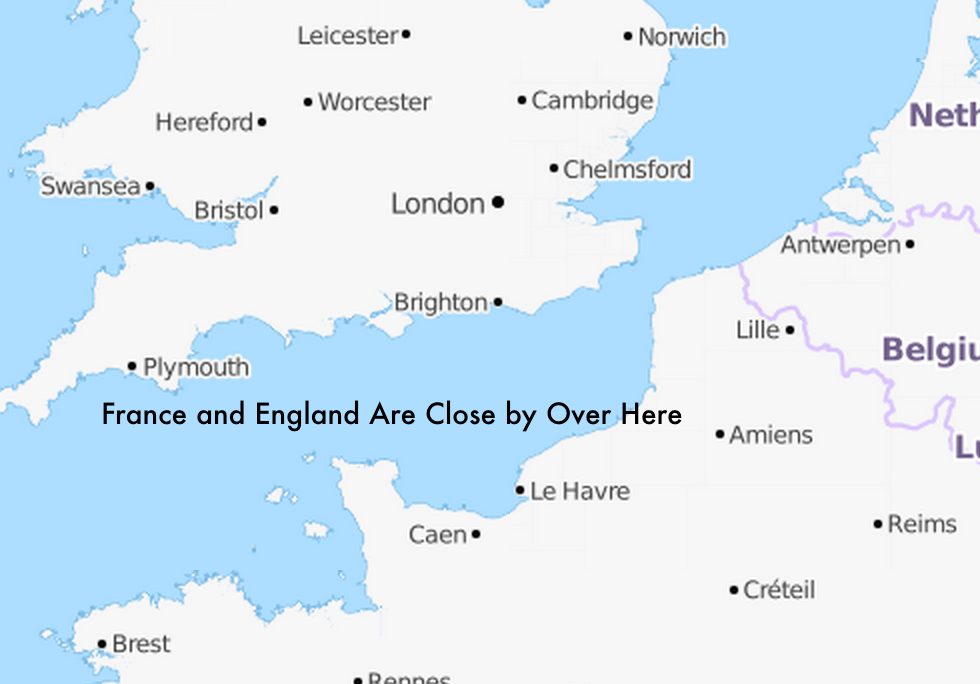 Leicester
Norwich
Worcester
Cambridge
Hereford
Neth
Chelmsford
Swansea
London
Bristol
Antwerpen
Brighton
Lille
Belgiu
Plymouth
France and England Are Close by Over Here
Amiens
Lu
Le Havre
Reims
Caen
Créteil
Brest
Rennes